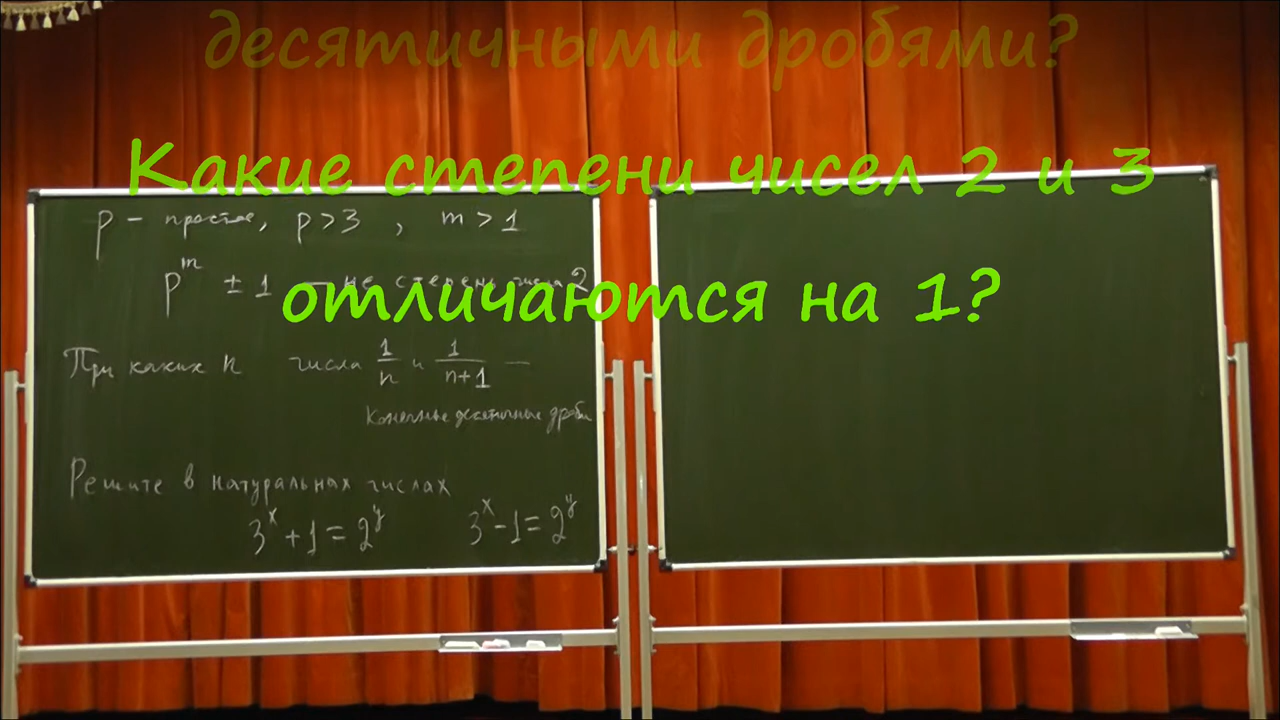 десятичными дробями?
Какие степени чисел 2 и 3
отличаются на 1?
p – простое, p > 3 , m > 1
p^m ± 1 – не степень числа 2
При каких n числа 1/n и 1/(n+1) —
конечные десятичные дроби
Решите в натуральных числах
3^x + 1 = 2^y 3^x - 1 = 2^y